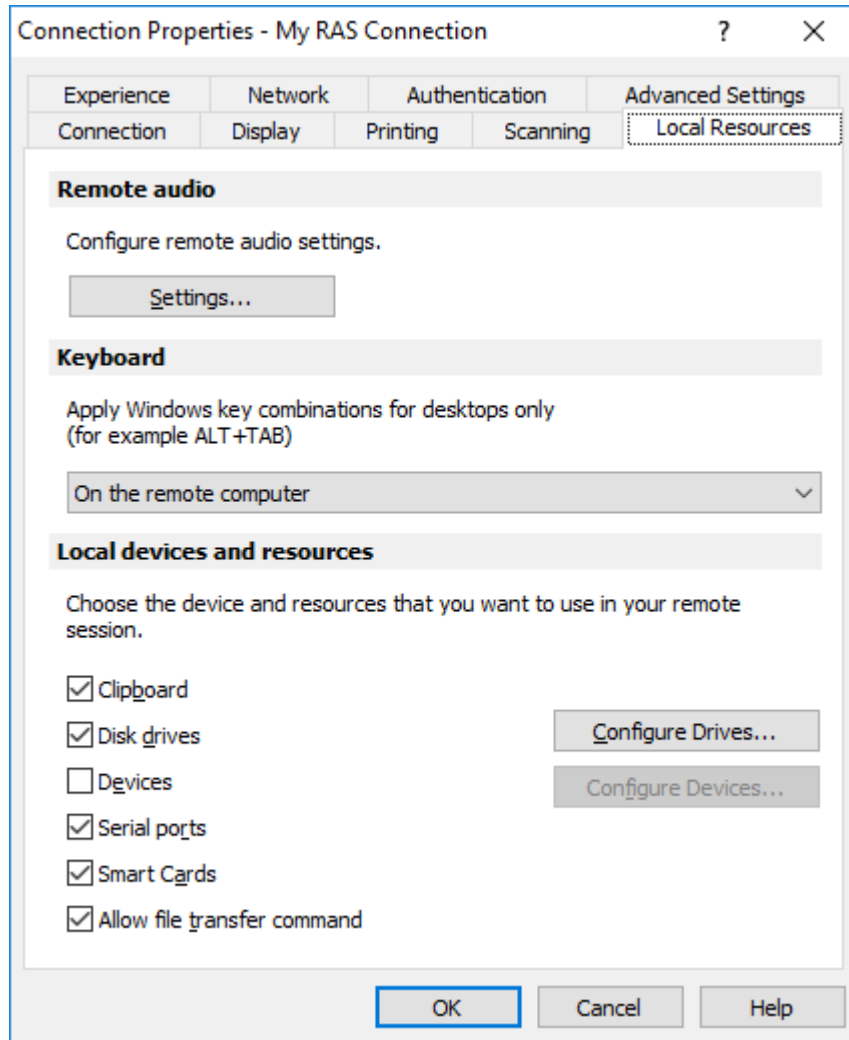 Connection Properties - My RAS Connection
?
Experience
Network
Authentication
Advanced Settings
Connection
Display
Printing
Scanning
Local Resources
Remote audio
Configure remote audio settings.
Settings...
Keyboard
Apply Windows key combinations for desktops only
(for example ALT+TAB)
On the remote computer
Local devices and resources
Choose the device and resources that you want to use in your remote
session.
Clipboard
Disk drives
Configure Drives...
Devices
Configure Devices...
Serial ports
Smart Cards
Allow file transfer command
OK
Cancel
Help